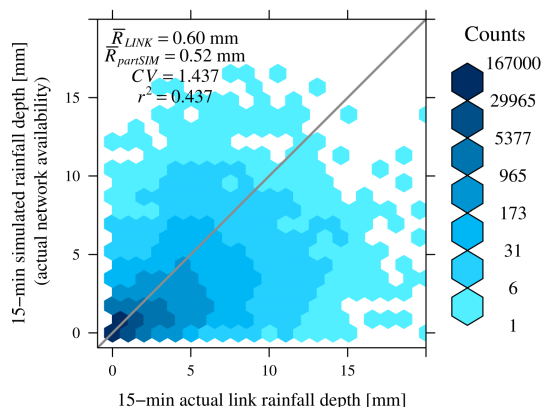 R̅LINK = 0.60 mm
R̅partSIM = 0.52 mm
CV = 1.437
r² = 0.437
Counts
167000
29965
5377
965
173
31
6
1
15−min simulated rainfall depth [mm]
(actual network availability)
15
10
5
0
0
5
10
15
15−min actual link rainfall depth [mm]